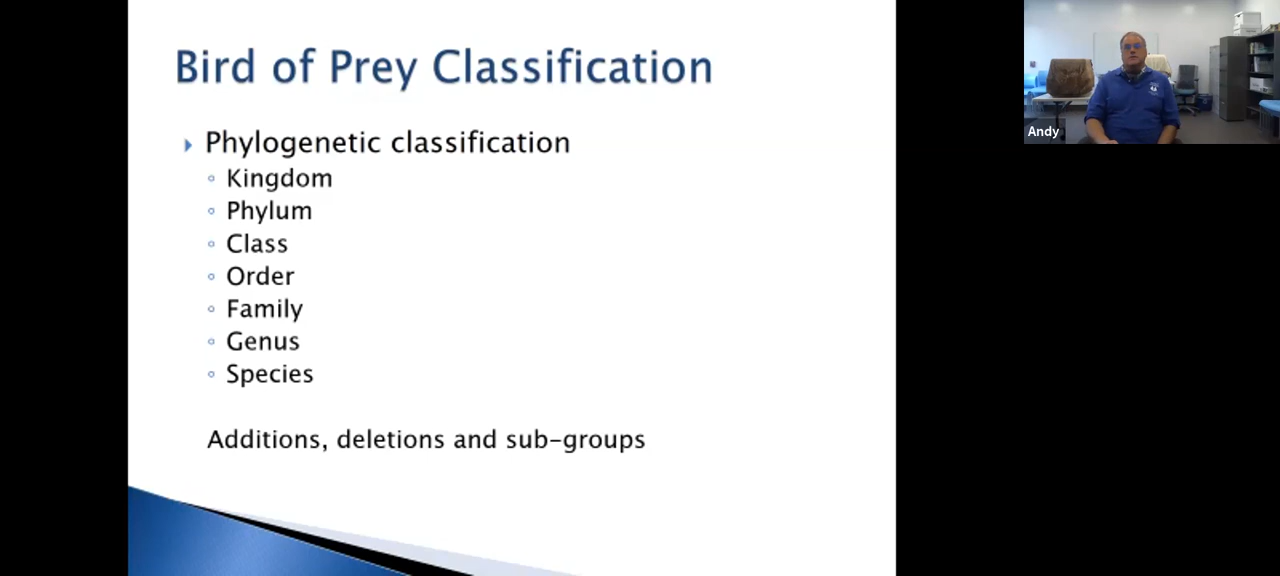 Bird of Prey Classification
Phylogenetic classification
Kingdom
Phylum
Class
Order
Family
Genus
Species
Additions, deletions and sub-groups
Andy